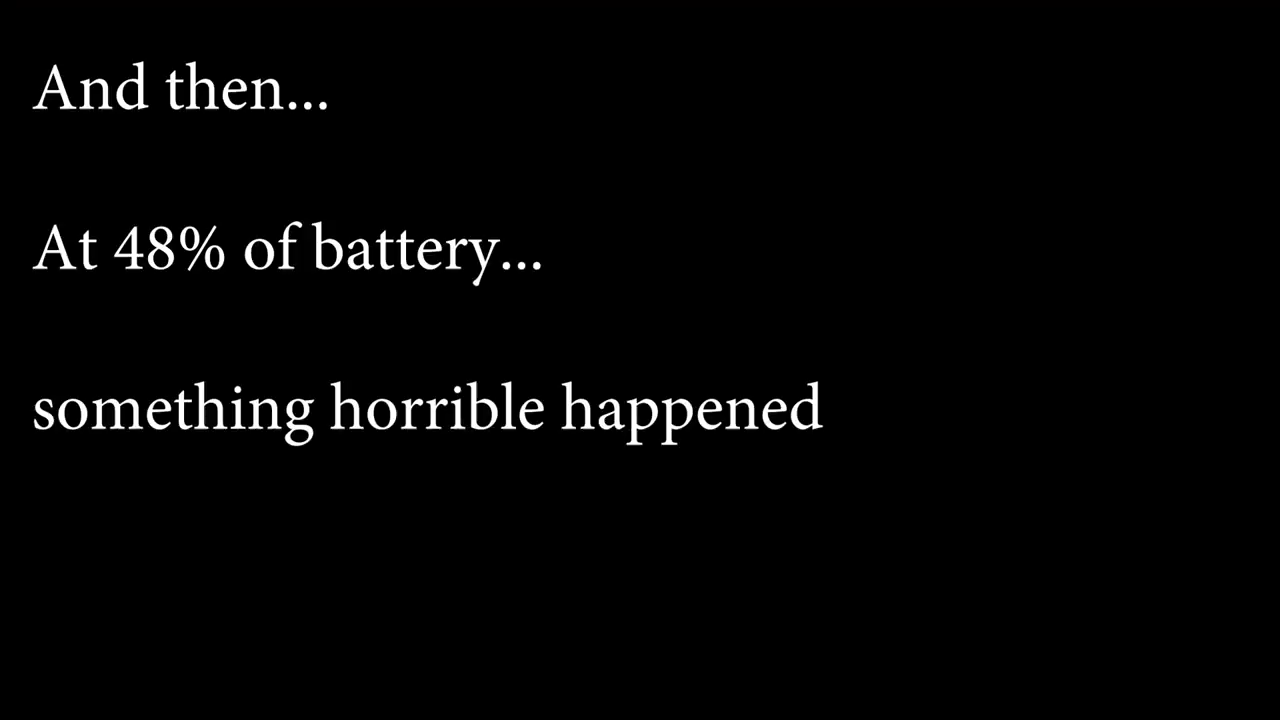 And then...
At 48% of battery...
something horrible happened